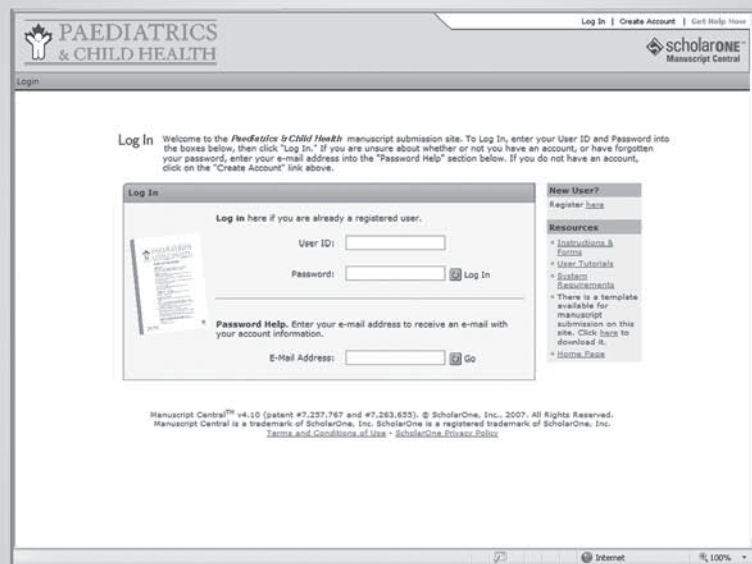 Log In | Create Account | Get Help Now
PAEDIATRICS
& CHILD HEALTH
SCHOLARONE™
Manuscript Central
Login
Log In
Welcome to the Paediatrics & Child Health manuscript submission site. To Log In, enter your User ID and Password into
the boxes below, then click "Log In." If you are unsure about whether or not you have an account, or have forgotten
your password, enter your e-mail address into the "Password Help" section below. If you do not have an account,
click on the "Create Account" link above.
Log In
Log in here if you are already a registered user.
User ID:
Password:
Log In
Password Help. Enter your e-mail address to receive an e-mail with
your account information.
E-Mail Address:
Go
New User?
Register here
Resources
Instructions &
Forms
User Tutorials
System
Requirements
There is a template
available for
manuscript
submission on this
site. Click here to
download it.
Home Page
PAEDIATRICS
& CHILD HEALTH
Manuscript Central™ v4.10 (patent #7,257,767 and #7,263,655). © ScholarOne, Inc., 2007. All Rights Reserved.
Manuscript Central is a trademark of ScholarOne, Inc. ScholarOne is a registered trademark of ScholarOne, Inc.
Terms and Conditions of Use - ScholarOne Privacy Policy
Internet
100%